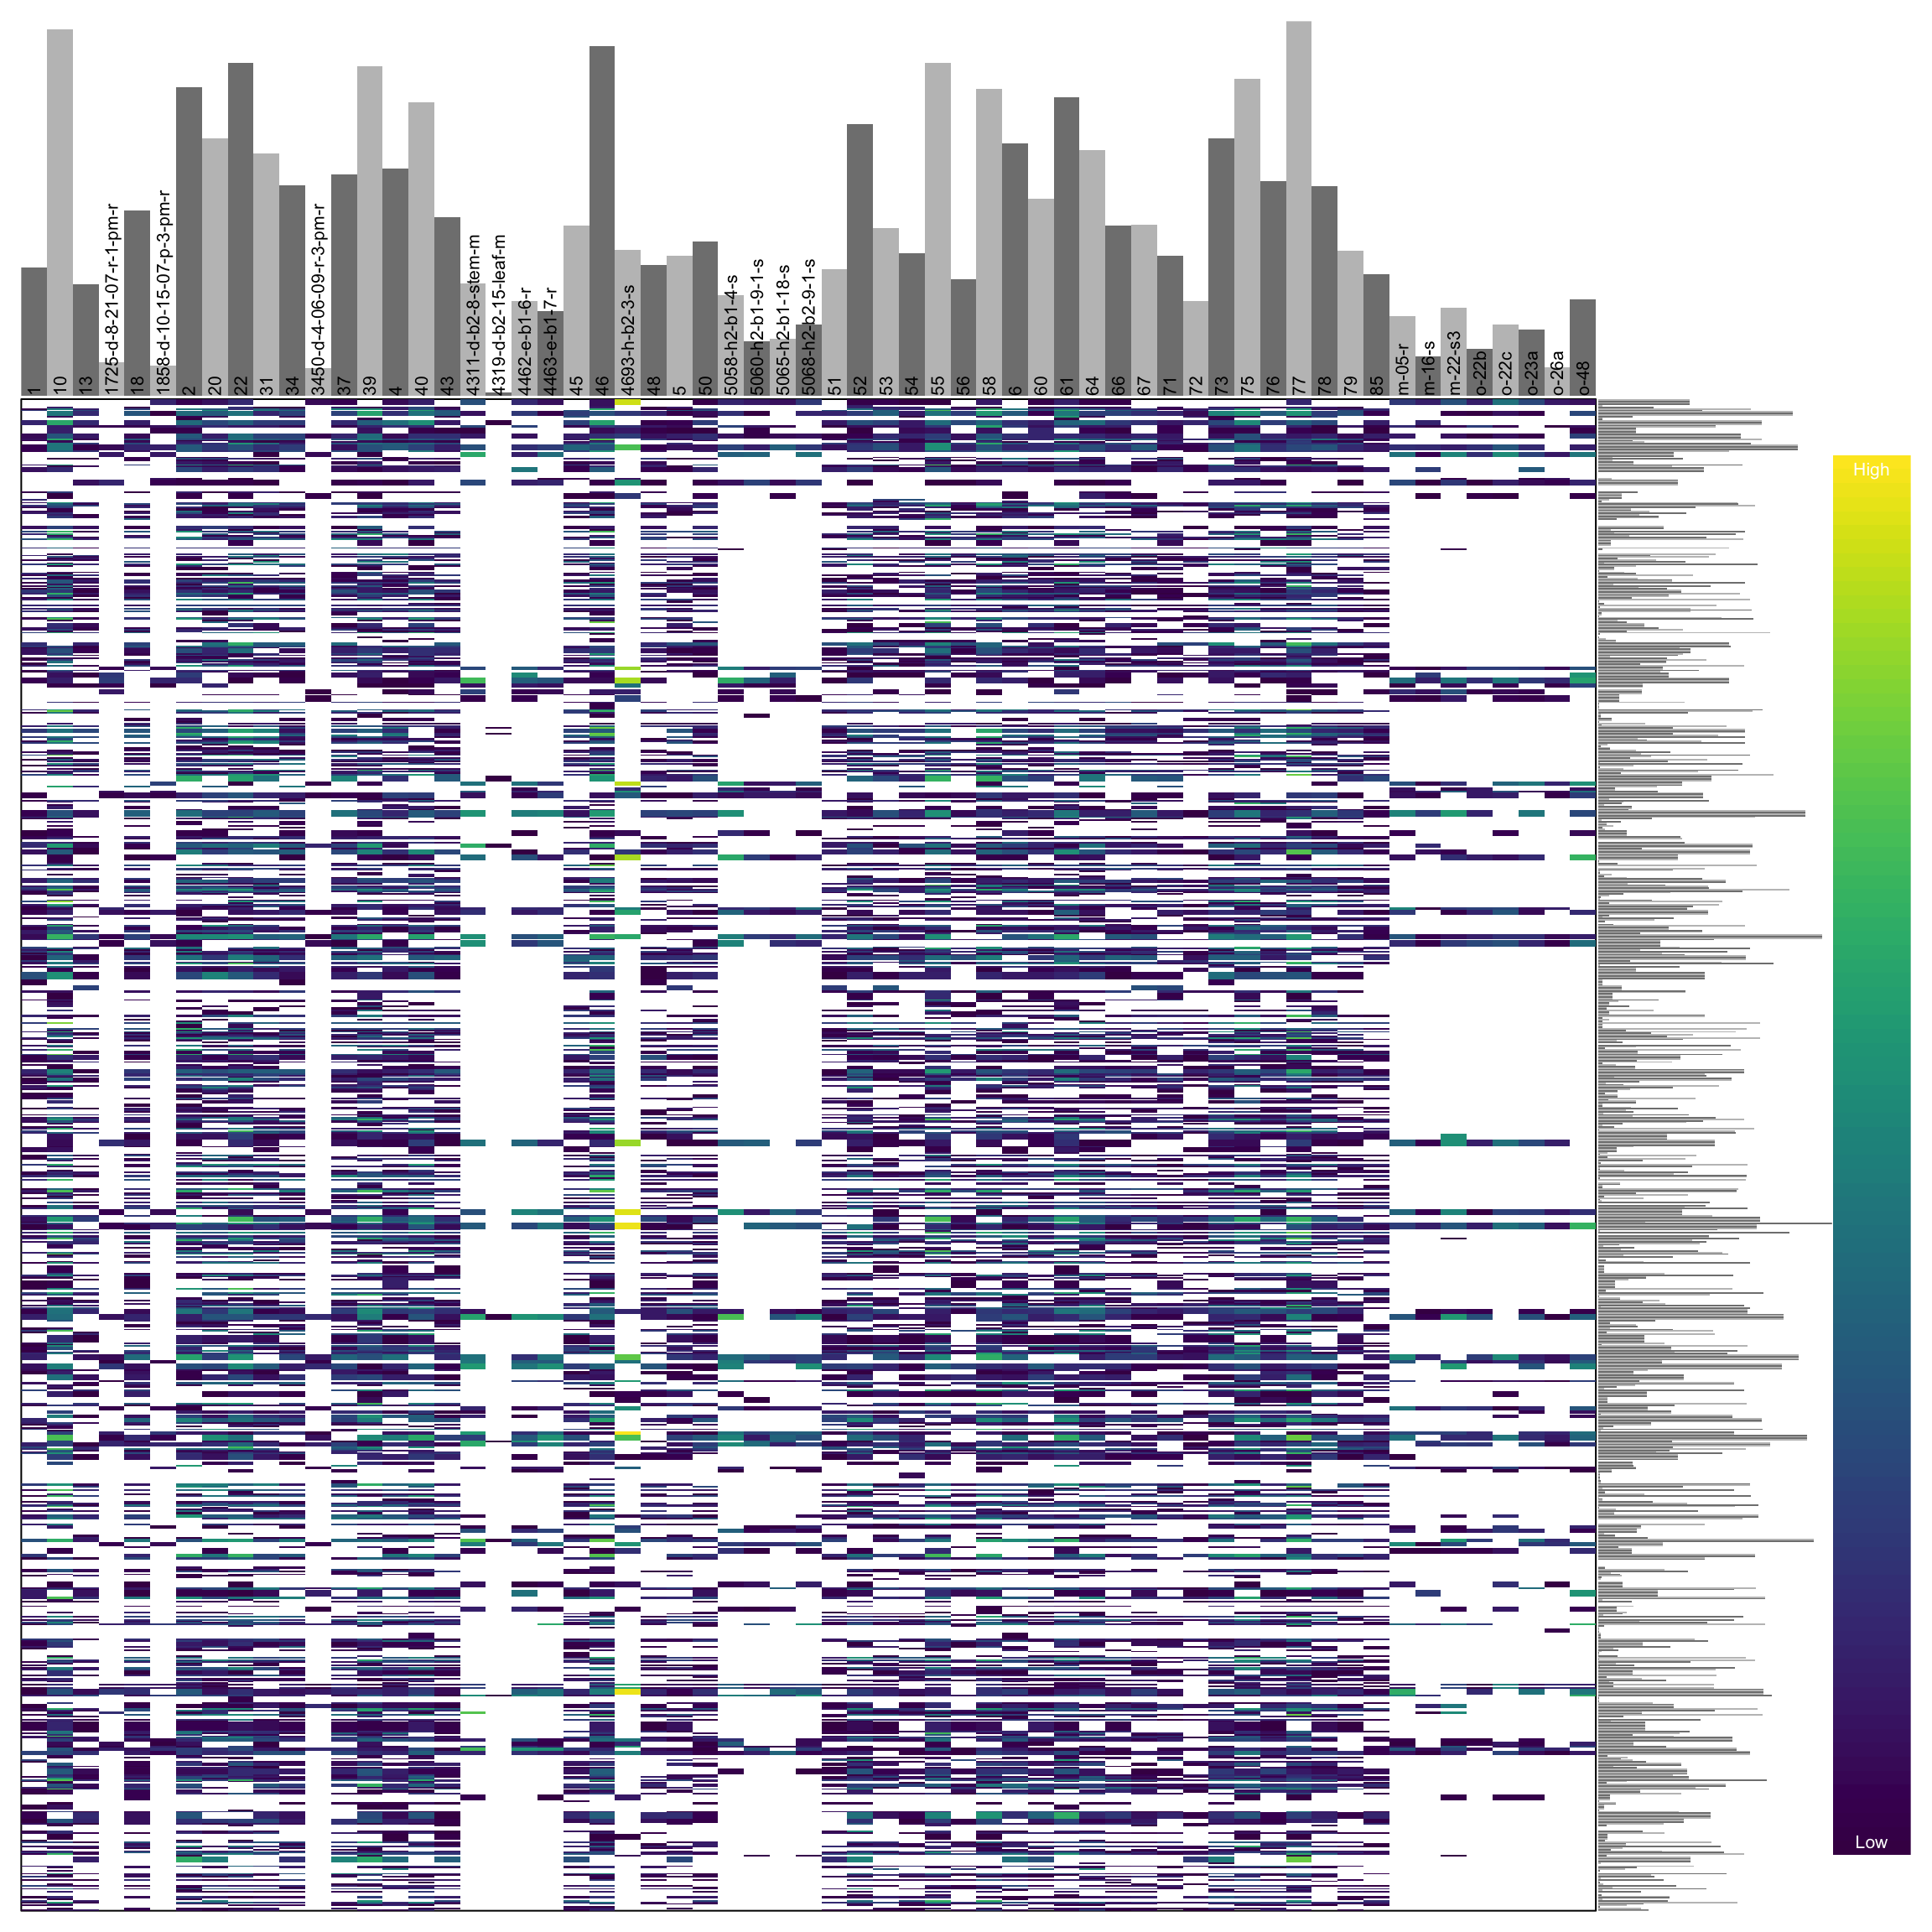 1
10
13
1725-d-8-21-07-r-1-pm-r
18
1858-d-10-15-07-p-3-pm-r
2
20
22
31
34
3450-d-4-06-09-r-3-pm-r
37
39
4
40
43
4311-d-b2-8-stem-m
4319-d-b2-15-leaf-m
4462-e-b1-6-r
4463-e-b1-7-r
45
46
4693-h-b2-3-s
48
5
50
5058-h2-b1-4-s
5060-h2-b1-9-1-s
5065-h2-b1-18-s
5068-h2-b2-9-1-s
51
52
53
54
55
56
58
6
60
61
64
66
67
71
72
73
75
76
77
78
79
85
m-05-r
m-16-s
m-22-s3
o-22b
o-22c
o-23a
o-26a
o-48
High
Low